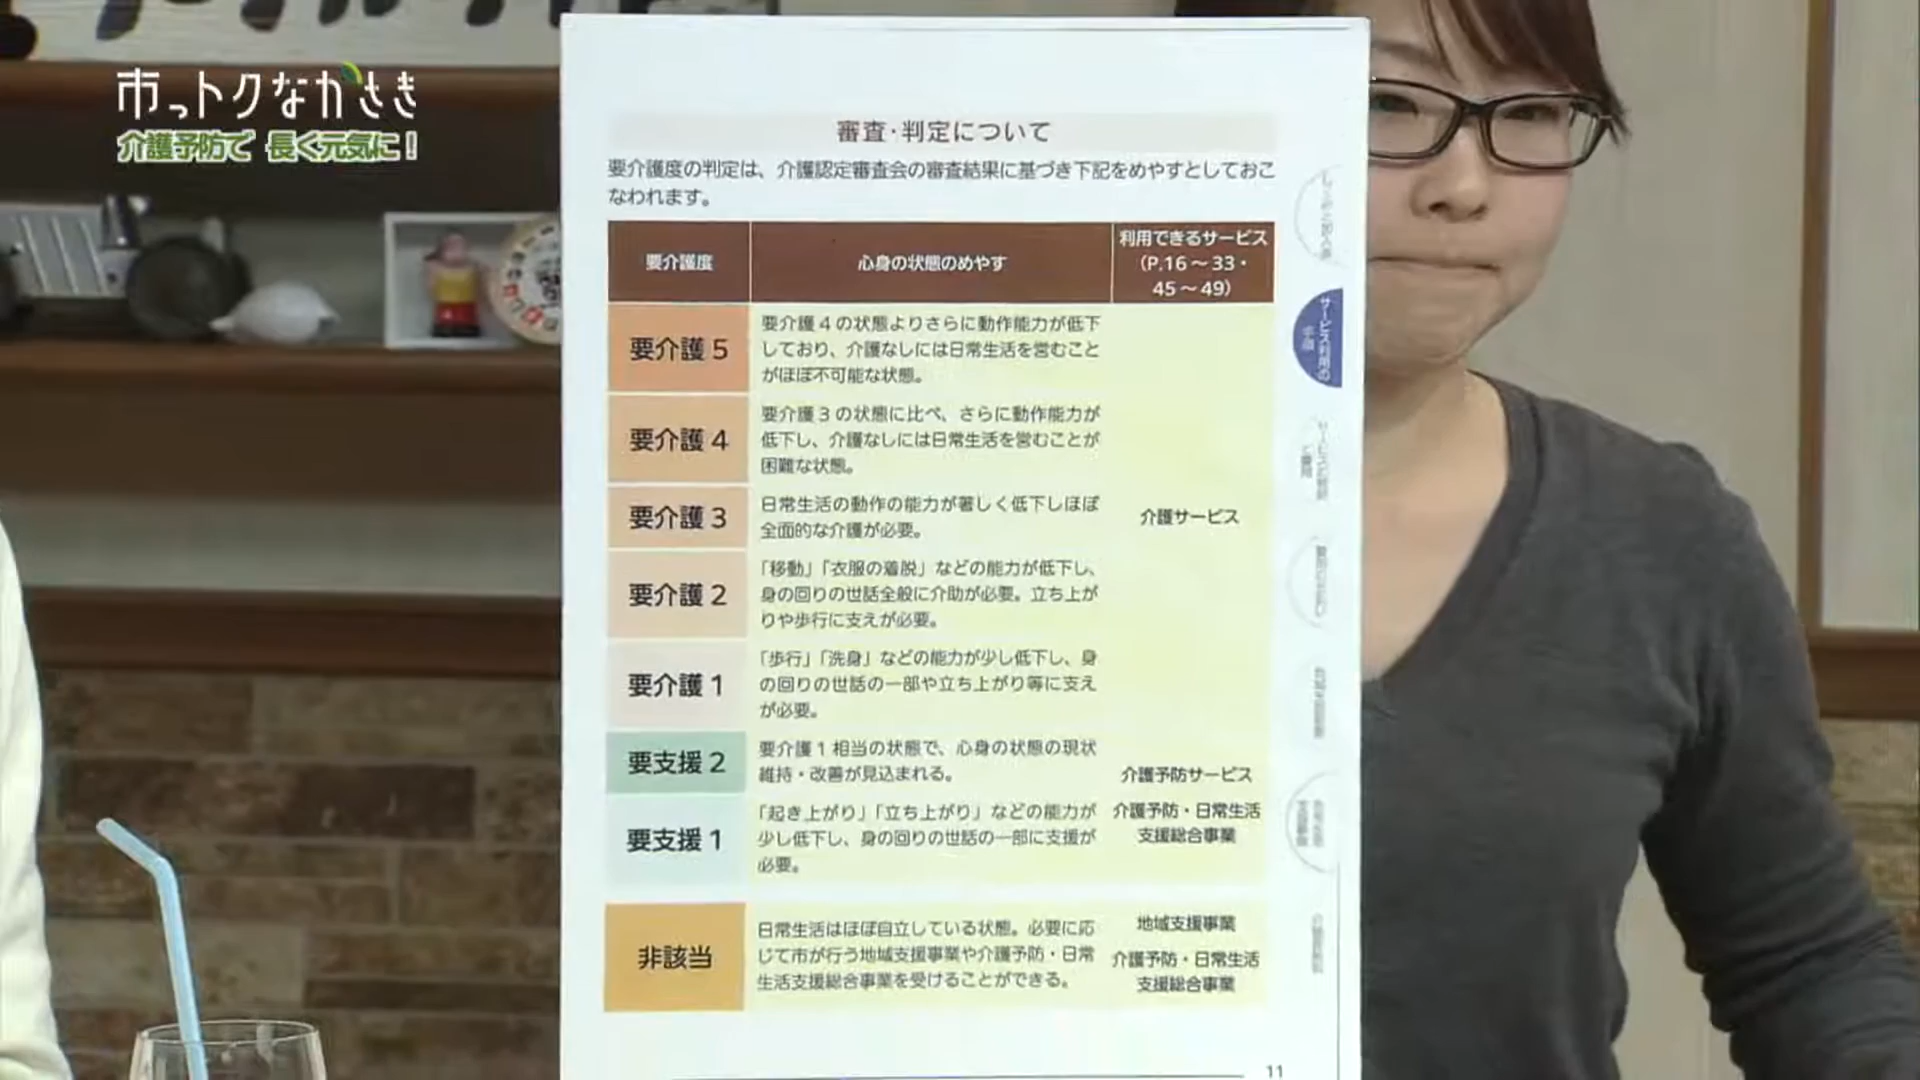 市っトクながさき
介護予防で 長く元気に!
審査・判定について
要介護度の判定は、介護認定審査会の審査結果に基づき下記をめやすとしておこ
なわれます。
要介護度
心身の状態のめやす
利用できるサービス
(P.16～33・
45～49)
要介護5
要介護4の状態よりさらに動作能力が低下
しており、介護なしには日常生活を営むこと
がほぼ不可能な状態。
要介護4
要介護3の状態に比べ、さらに動作能力が
低下し、介護なしには日常生活を営むことが
困難な状態。
要介護3
日常生活の動作の能力が著しく低下しほぼ
全面的な介護が必要。
介護サービス
要介護2
「移動」「衣服の着脱」などの能力が低下し、
身の回りの世話全般に介助が必要。立ち上が
りや歩行に支えが必要。
要介護1
「歩行」「洗身」などの能力が少し低下し、身
の回りの世話の一部や立ち上がり等に支え
が必要。
要支援2
要介護1相当の状態で、心身の状態の現状
維持・改善が見込まれる。
介護予防サービス
介護予防・日常生活
支援総合事業
要支援1
「起き上がり」「立ち上がり」などの能力が
少し低下し、身の回りの世話の一部に支援が
必要。
非該当
日常生活はほぼ自立している状態。必要に応
じて市が行う地域支援事業や介護予防・日常
生活支援総合事業を受けることができる。
地域支援事業
介護予防・日常生活
支援総合事業
サービス利用の
手順
11